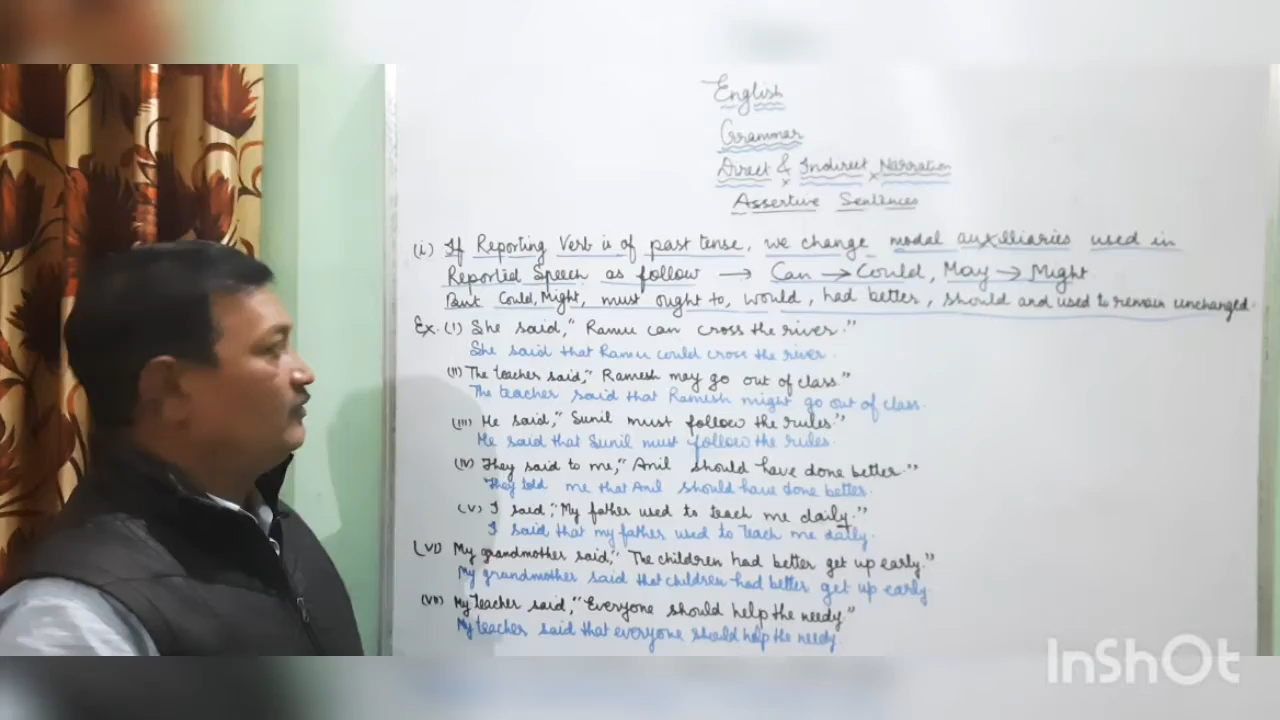 English
Grammar
Direct & Indirect Narration
Assertive Sentences
(i) If Reporting Verb is of past tense, we change modal auxiliaries used in
Reported Speech as follow → Can → Could, May → Might
But Could, Might, must ought to, would, had better, should and used to remain unchanged.
Ex. (I) She said," Ramu can cross the river."
She said that Ramu could cross the river.
(II) The teacher said," Ramesh may go out of class."
The teacher said that Ramesh might go out of class.
(III) He said," Sunil must follow the rules."
He said that Sunil must follow the rules.
(IV) They said to me," Anil should have done better."
They told me that Anil should have done better.
(V) I said," My father used to teach me daily."
I said that my father used to teach me daily.
(VI) My grandmother said," The children had better get up early."
My grandmother said that children had better get up early
(VII) My teacher said," Everyone should help the needy"
My teacher said that everyone should help the needy
InShOt